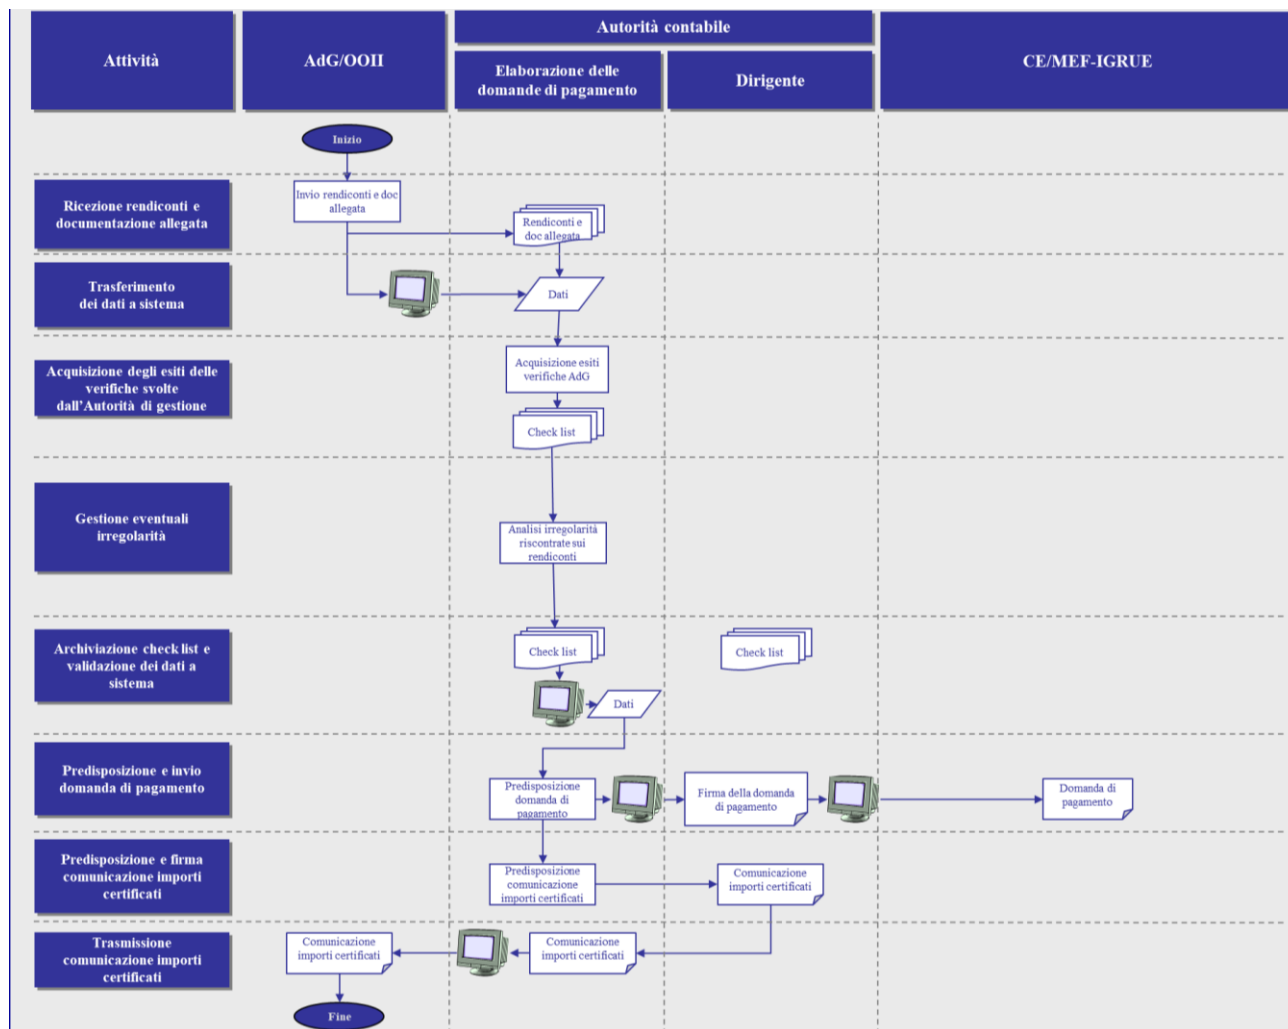 Attività
AdG/OOII
Autorità contabile
Elaborazione delle
domande di pagamento
Dirigente
CE/MEF-IGRUE
Inizio
Ricezione rendiconti e
documentazione allegata
Invio rendiconti e doc
allegata
Rendiconti e
doc allegata
Trasferimento
dei dati a sistema
Dati
Acquisizione degli esiti delle
verifiche svolte
dall'Autorità di gestione
Acquisizione esiti
verifiche AdG
Check list
Gestione eventuali
irregolarità
Analisi irregolarità
riscontrate sui
rendiconti
Archiviazione check list e
validazione dei dati a
sistema
Check list
Check list
Dati
Predisposizione e invio
domanda di pagamento
Predisposizione
domanda di
pagamento
Firma della domanda
di pagamento
Domanda di
pagamento
Predisposizione e firma
comunicazione importi
certificati
Predisposizione
comunicazione
importi certificati
Comunicazione
importi certificati
Trasmissione
comunicazione importi
certificati
Comunicazione
importi certificati
Comunicazione
importi certificati
Fine